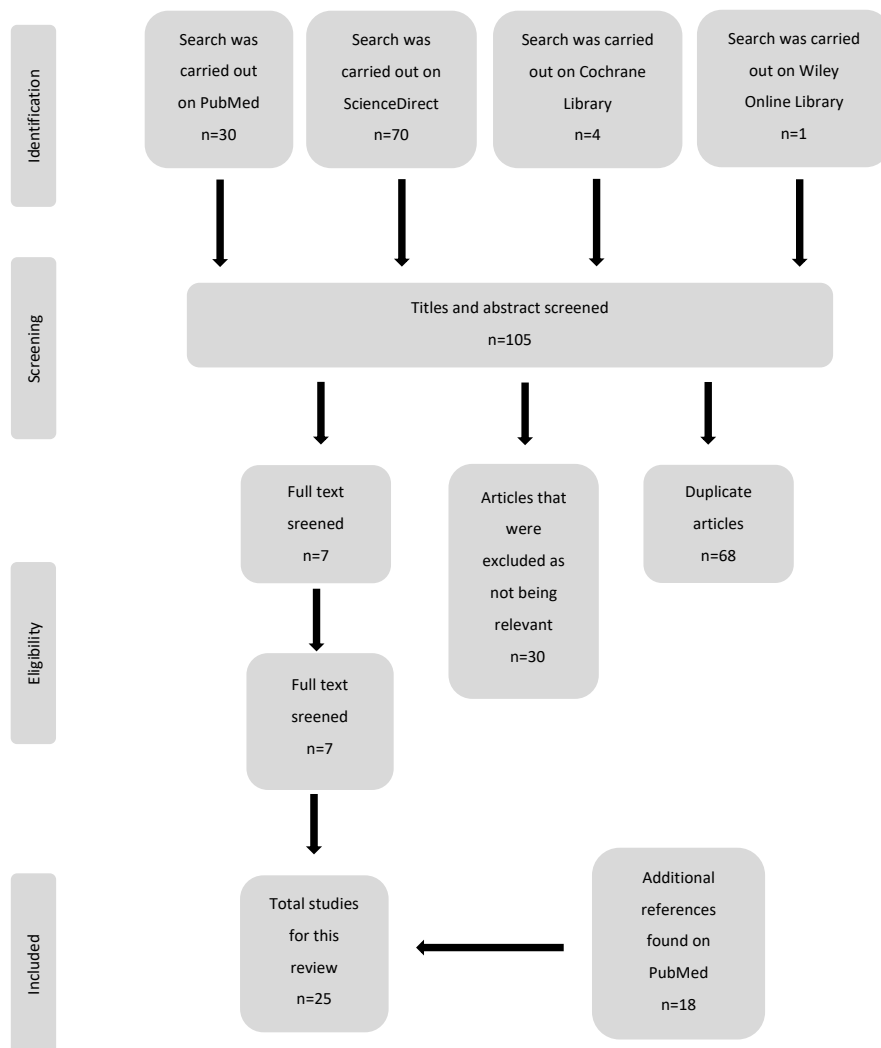 Identification
Search was
carried out
on PubMed
n=30
Search was
carried out on
ScienceDirect
n=70
Search was carried
out on Cochrane
Library
n=4
Search was carried
out on Wiley
Online Library
n=1
Screening
Titles and abstract screened
n=105
Eligibility
Full text
sreened
n=7
Articles that
were
excluded as
not being
relevant
n=30
Duplicate
articles
n=68
Full text
sreened
n=7
Included
Total studies
for this
review
n=25
Additional
references
found on
PubMed
n=18